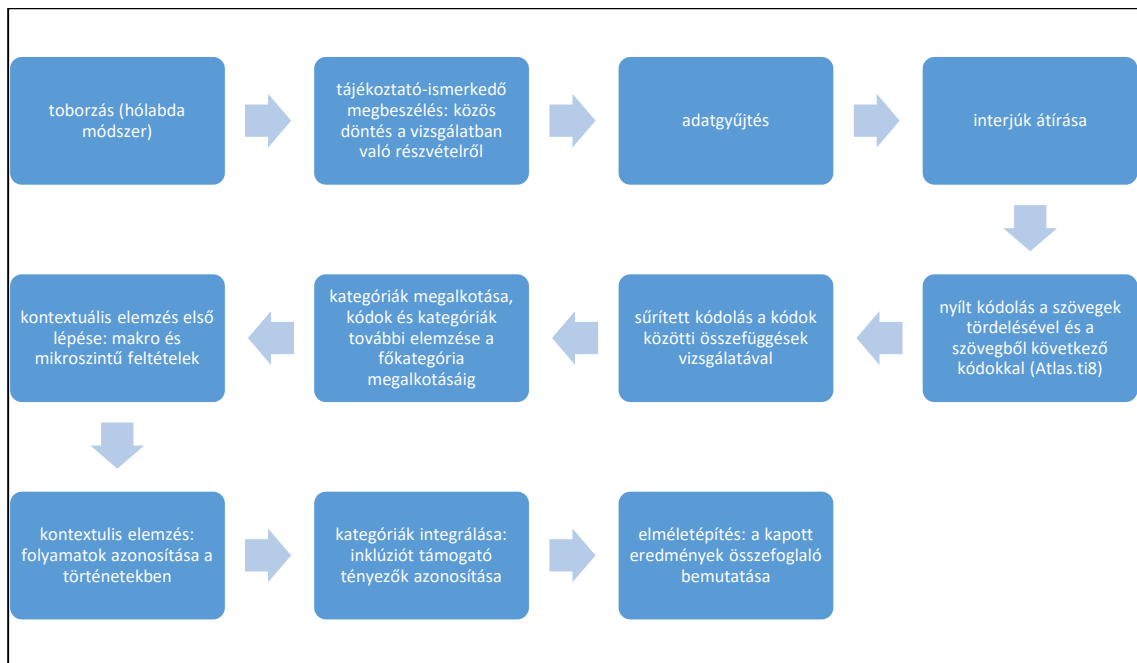 toborzás (hólabda
módszer)
tájékoztató-ismerkedő
megbeszélés: közös
döntés a vizsgálatban
való részvételről
adatgyűjtés
interjúk átírása
nyílt kódolás a szövegek
tördelésével és a
szövegből következő
kódokkal (Atlas.ti8)
sűrített kódolás a kódok
közötti összefüggések
vizsgálatával
kategóriák megalkotása,
kódok és kategóriák
további elemzése a
főkategória
megalkotásáig
kontextuális elemzés első
lépése: makro és
mikroszintű feltételek
kontextulis elemzés:
folyamatok azonosítása a
történetekben
kategóriák integrálása:
inklúziót támogató
tényezők azonosítása
elméletépítés: a kapott
eredmények összefoglaló
bemutatása